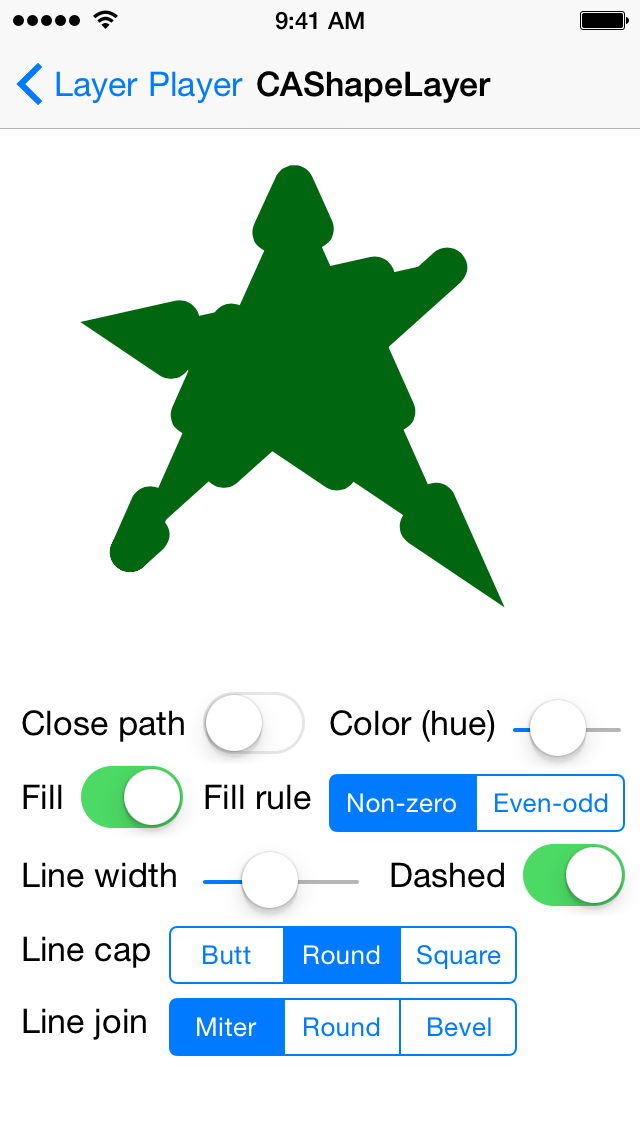 9:41 AM
Layer Player CAShapeLayer
Close path Color (hue)
Fill Fill rule Non-zero Even-odd
Line width Dashed
Line cap Butt Round Square
Line join Miter Round Bevel